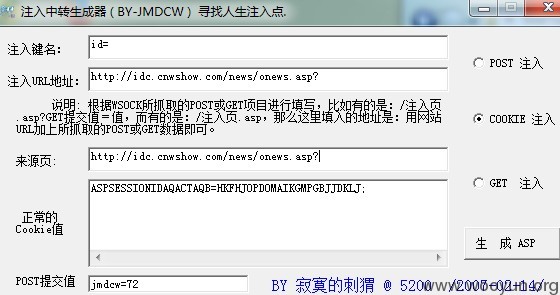 注入中转生成器（BY-JMDCW ）寻找人生注入点.
注入键名:
id=
POST 注入
注入URL地址:
http://idc.cnwshow.com/news/onews.asp?
说明: 根据WSOCK所抓取的POST或GET项目进行填写，比如有的是：/注入页
.asp?GET提交值＝值，而有的是：/注入页.asp，那么这里填入的地址是：用网站
URL加上所抓取的POST或GET数据即可。
COOKIE 注入
来源页:
http://idc.cnwshow.com/news/onews.asp?
GET 注入
正常的
Cookie值
ASPSESSIONIDAQACTAQB=HKFHJOPDOMAIKGMPGBJJDKLJ;
生 成 ASP
POST提交值
jmdcw=72
BY 寂寞的刺猬 @ 5200 /2007-02-14/